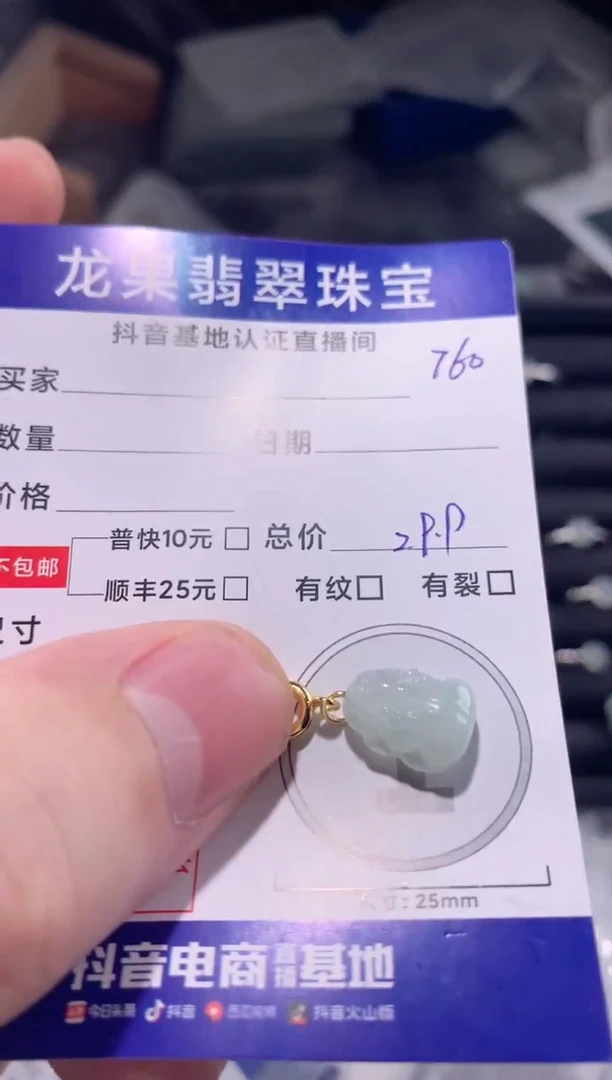 龙果翡翠珠宝
抖音基地认证直播间
760
买家
数量 日期
价格
普快10元 总价 2P.P
不包邮
顺丰25元 有纹 有裂
尺寸
尺寸: 25mm
抖音电商直播基地
今日头条 抖音 西瓜视频 抖音火山版